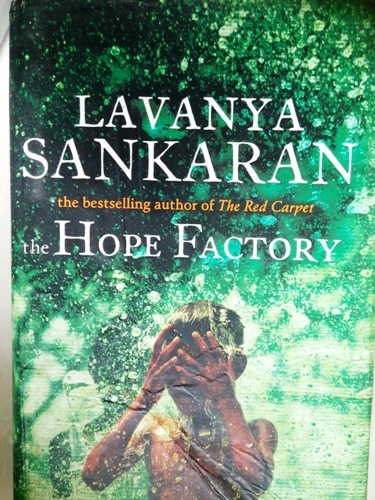 LAVANYA
SANKARAN
the bestselling author of The Red Carpet
the HOPE FACTORY